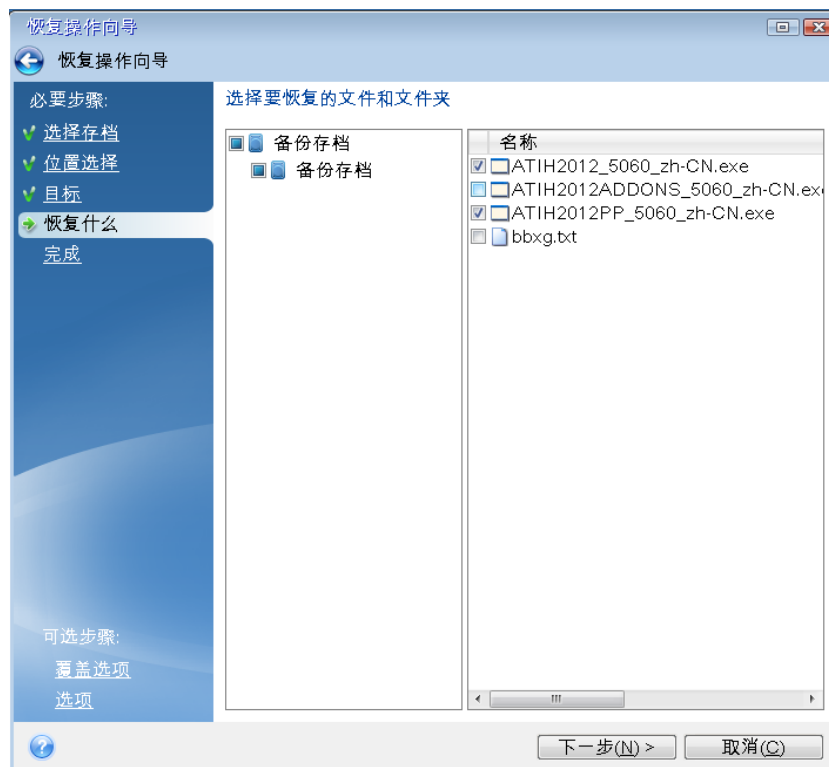 恢复操作向导
恢复操作向导
必要步骤:
选择存档
位置选择
目标
恢复什么
完成
可选步骤:
覆盖选项
选项
选择要恢复的文件和文件夹
备份存档
备份存档
名称
ATIH2012_5060_zh-CN.exe
ATIH2012ADDONS_5060_zh-CN.ex
ATIH2012PP_5060_zh-CN.exe
bbxg.txt
下一步(N) >
取消(C)